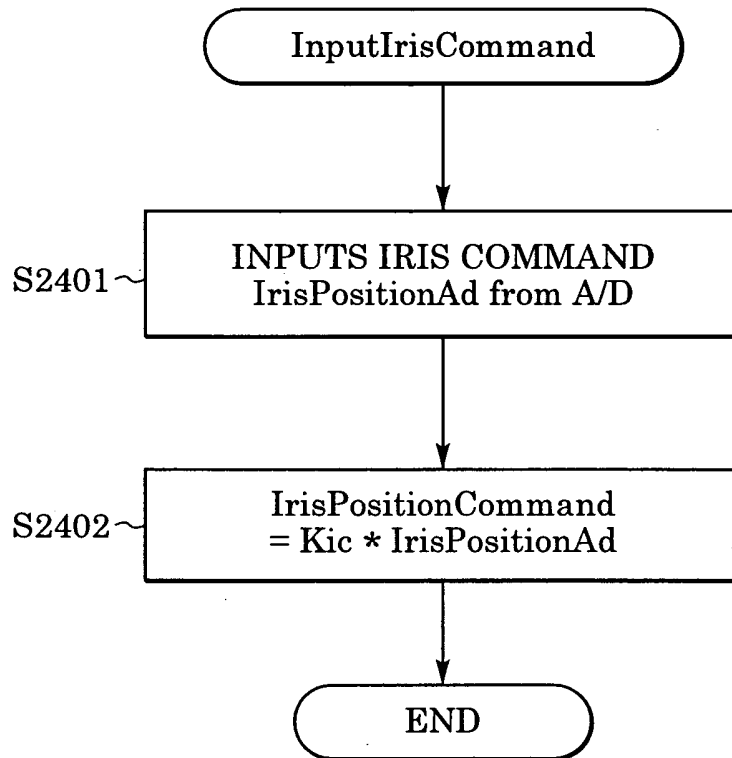 InputIrisCommand
S2401
INPUTS IRIS COMMAND
IrisPositionAd from A/D
S2402
IrisPositionCommand
= Kic * IrisPositionAd
END